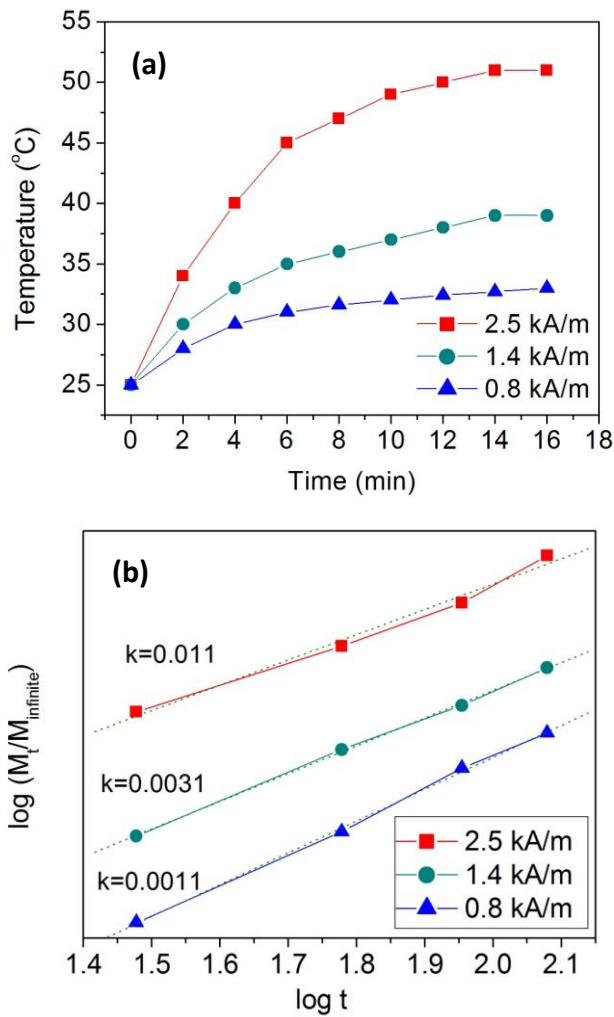 (a)
Temperature (°C)
55
50
45
40
35
30
25
2.5 kA/m
1.4 kA/m
0.8 kA/m
0 2 4 6 8 10 12 14 16 18
Time (min)
(b)
log (Mt/Minfinite)
k=0.011
k=0.0031
k=0.0011
2.5 kA/m
1.4 kA/m
0.8 kA/m
1.4 1.5 1.6 1.7 1.8 1.9 2.0 2.1
log t